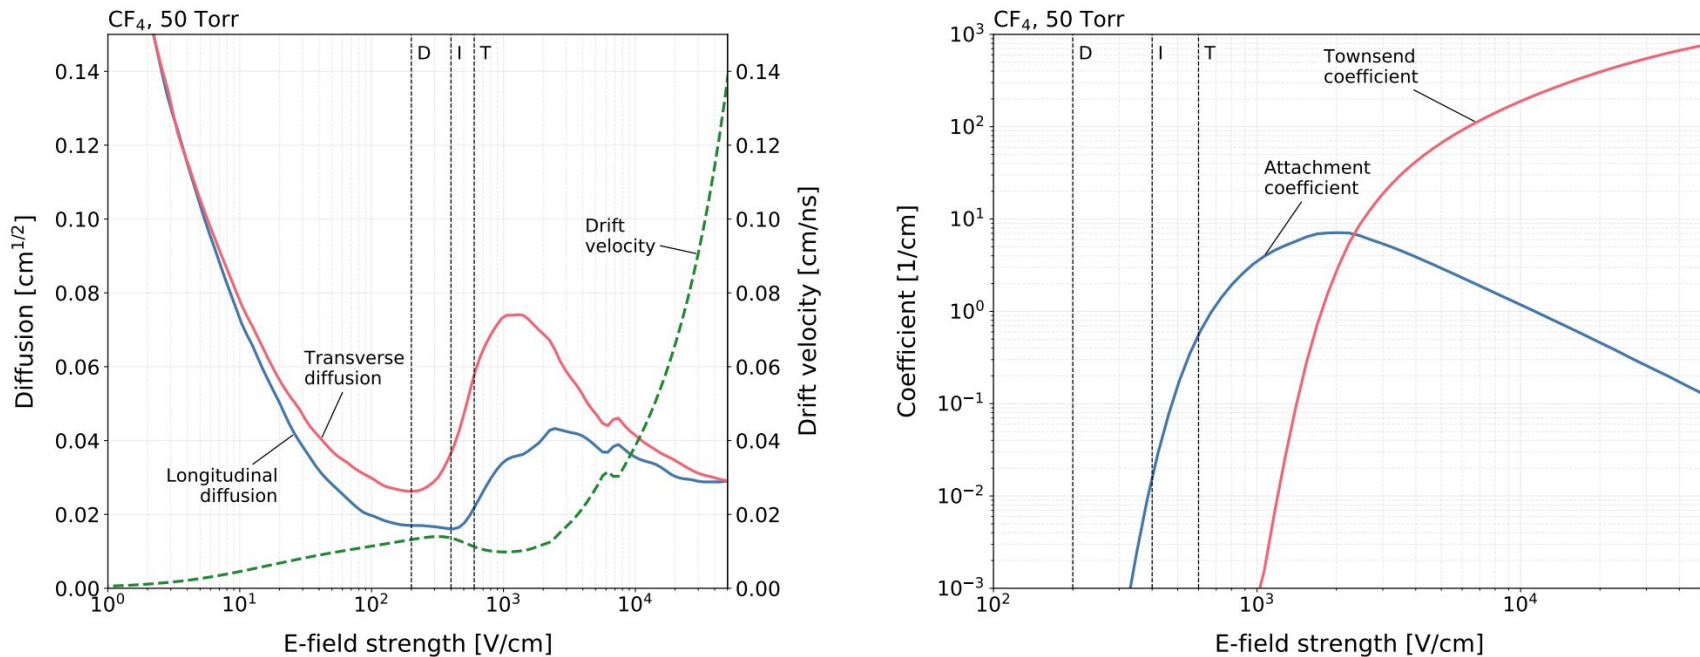 CF₄, 50 Torr
D
I
T
0.14
0.12
0.10
0.08
0.06
0.04
0.02
0.00
Diffusion [cm^{1/2}]
Drift
velocity
Transverse
diffusion
Longitudinal
diffusion
0.14
0.12
0.10
0.08
0.06
0.04
0.02
0.00
Drift velocity [cm/ns]
10⁰ 10¹ 10² 10³ 10⁴
E-field strength [V/cm]
CF₄, 50 Torr
D
I
T
10³
10²
10¹
10⁰
10⁻¹
10⁻²
10⁻³
Coefficient [1/cm]
Townsend
coefficient
Attachment
coefficient
10² 10³ 10⁴
E-field strength [V/cm]